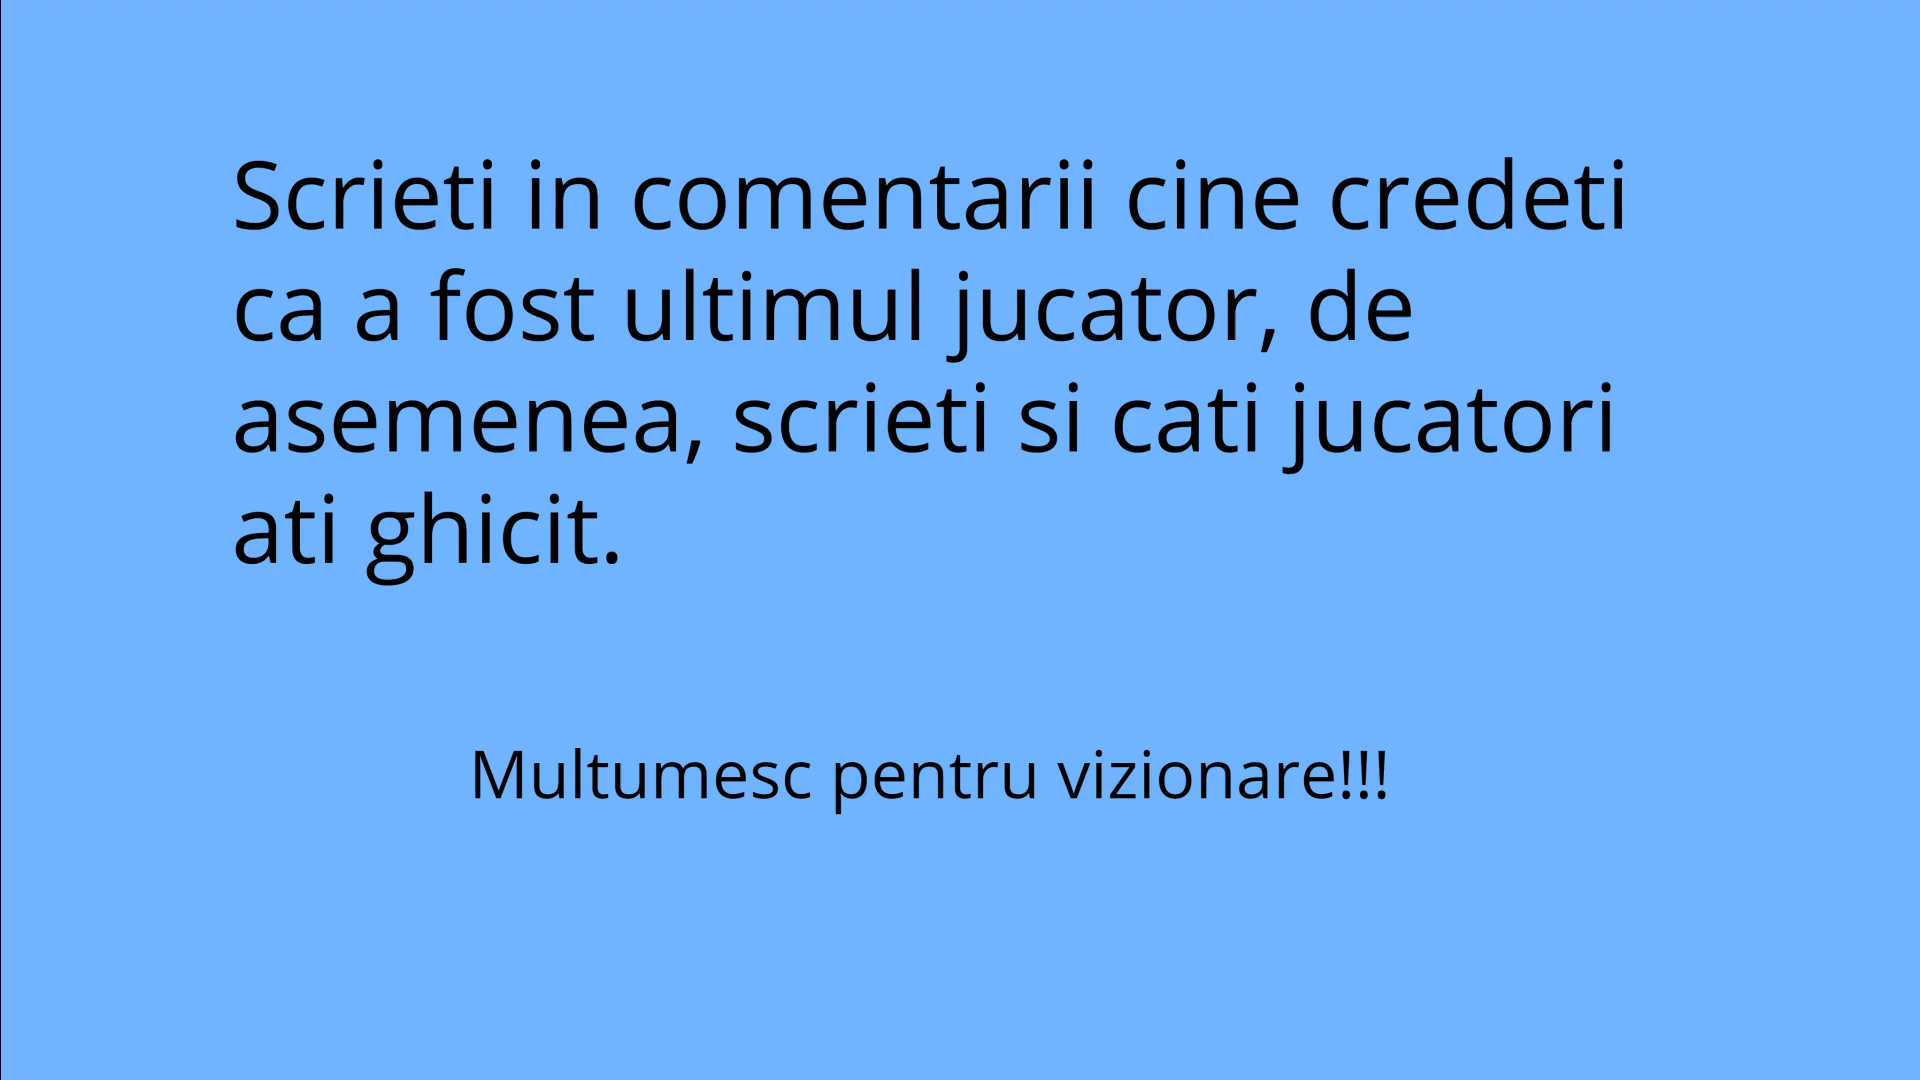 Scrieti in comentarii cine credeti
ca a fost ultimul jucator, de
asemenea, scrieti si cati jucatori
ati ghicit.
Multumesc pentru vizionare!!!